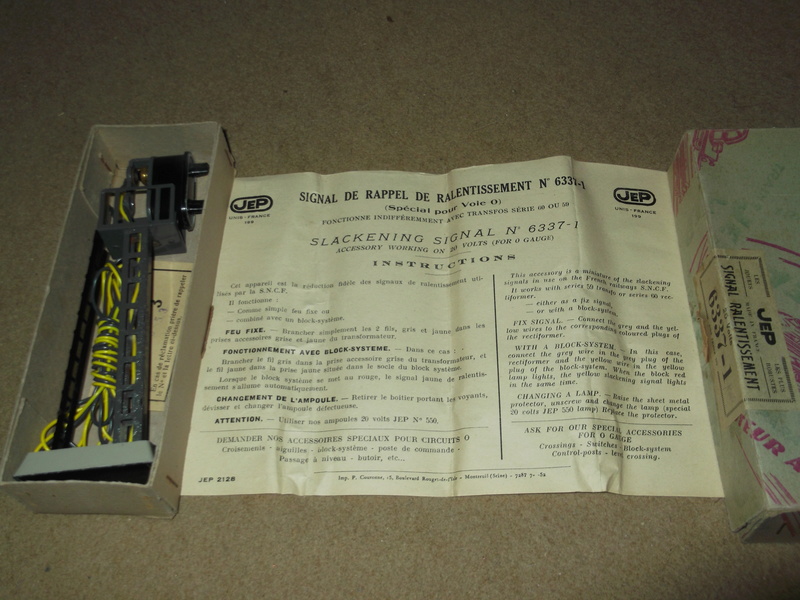 JEP
UNIS-FRANCE
SIGNAL DE RAPPEL DE RALENTISSEMENT N° 6337-1
(Spécial pour Voie O)
FONCTIONNE INDIFFÉREMMENT AVEC TRANSFOS SÉRIE 60 OU 50
SLACKENING SIGNAL N° 6337-1
ACCESSORY WORKING ON 20 VOLTS (FOR O GAUGE)
INSTRUCTIONS
JEP
UNIS-FRANCE
Cet appareil est la réduction fidèle des signaux de ralentissement uti-
lisés par la S.N.C.F.
Il fonctionne :
— Comme simple feu fixe ou
— combiné avec un block-système.
FEU FIXE. — Brancher simplement les 2 fils, gris et jaune dans les
prises accessoires grise et jaune du transformateur.
FONCTIONNEMENT AVEC BLOCK-SYSTEME. — Dans ce cas :
Brancher le fil gris dans la prise accessoire grise du transformateur, et
le fil jaune dans la prise jaune située dans le socle du block système.
Lorsque le block système se met au rouge, le signal jaune de ralentis-
sement s'allume automatiquement.
CHANGEMENT DE L'AMPOULE. — Retirer le boitier portant les voyants,
dévisser et changer l'ampoule défectueuse.
ATTENTION. — Utiliser nos ampoules 20 volts JEP N° 550.
DEMANDER NOS ACCESSOIRES SPECIAUX POUR CIRCUITS O
Croisements - aiguilles - block-système - poste de commande -
Passage à niveau - butoir, etc...
This accessory is a miniature of the slackening
signals in use on the French railways S.N.C.F.
It works with series 59 transfo or series 60 rec-
tiformer.
— either as a fix signal
— or with a block-system.
FIX SIGNAL — Connect the grey and the yel-
low wires to the corresponding coloured plugs of
the rectiformer.
WITH A BLOCK-SYSTEM. — In this case,
connect the grey wire in the grey plug of the
rectiformer and the yellow wire in the yellow
plug of the block-system. When the block red
lamp lights, the yellow slackening signal lights
in the same time.
CHANGING A LAMP — Raise the sheet metal
protector, unscrew and change the lamp (special
20 volts JEP 550 lamp) Replace the protector.
ASK FOR OUR SPECIAL ACCESSORIES
FOR O GAUGE
Crossings - Switches - Block-system
Control-posts - level crossing.
JEP 2128
Imp. F.
JEP
SIGNAL RALENTISSEMENT
6337-1